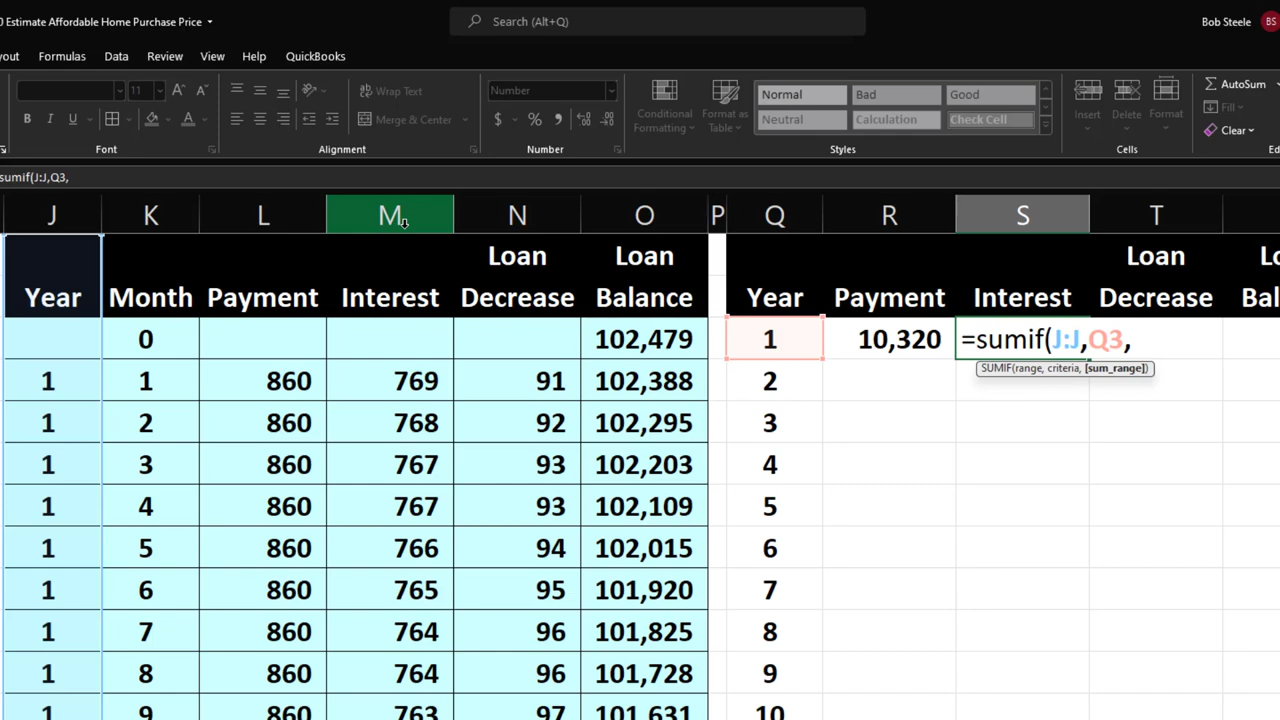 0 Estimate Affordable Home Purchase Price
Search (Alt+Q)
Bob Steele
BS
yout Formulas Data Review View Help QuickBooks
11 A A
Wrap Text
Number
Normal Bad Good
AutoSum
Conditional Formatting
Format as Table
Insert Delete Format
Fill
B I U A
Merge & Center
$ % ,
Neutral Calculation Check Cell
Clear
Font Alignment Number Styles Cells Ed
sumif(J:J,Q3,
J K L M N O P Q R S T
Loan Loan Loan Lo
Year Month Payment Interest Decrease Balance Year Payment Interest Decrease Bal
0 102,479 1 10,320 =sumif(J:J,Q3,
SUMIF(range, criteria, [sum_range])
1 1 860 769 91 102,388 2
1 2 860 768 92 102,295 3
1 3 860 767 93 102,203 4
1 4 860 767 93 102,109 5
1 5 860 766 94 102,015 6
1 6 860 765 95 101,920 7
1 7 860 764 96 101,825 8
1 8 860 764 96 101,728 9
1 9 860 763 97 101,631 10